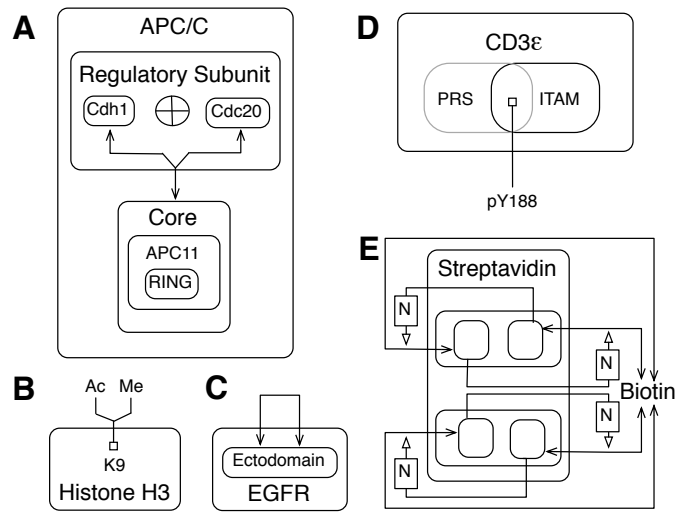 A
APC/C
Regulatory Subunit
Cdh1
Cdc20
Core
APC11
RING
B
Ac Me
K9
Histone H3
C
Ectodomain
EGFR
D
CD3ε
PRS
ITAM
pY188
E
Streptavidin
N
N
Biotin
N
N